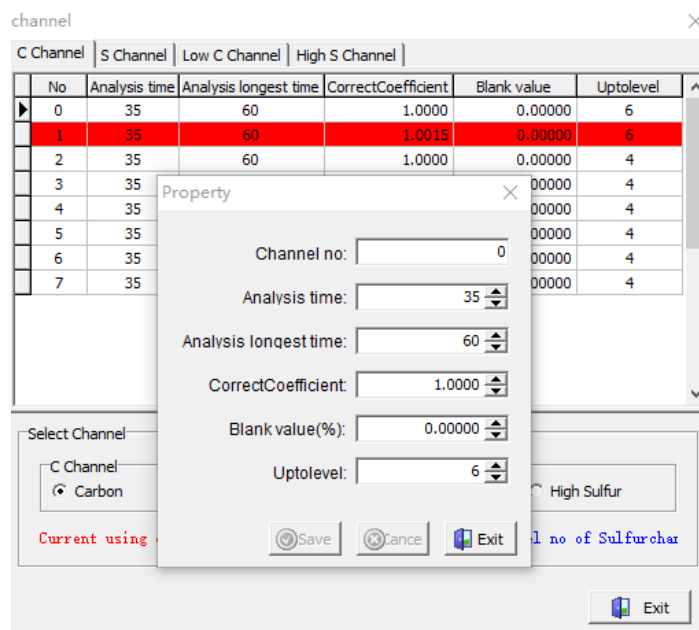 channel
C Channel S Channel Low C Channel High S Channel
No Analysis time Analysis longest time CorrectCoefficient Blank value Uptolevel
0 35 60 1.0000 0.00000 6
1 35 60 1.0015 0.00000 6
2 35 60 1.0000 0.00000 4
3 35 00000 4
4 35 00000 4
5 35 00000 4
6 35 00000 4
7 35 00000 4
Property
Channel no: 0
Analysis time: 35
Analysis longest time: 60
CorrectCoefficient: 1.0000
Blank value(%): 0.00000
Uptolevel: 6
Save Cance Exit
Select Channel
C Channel
Carbon High Sulfur
Current using l no of Sulfurchar
Exit